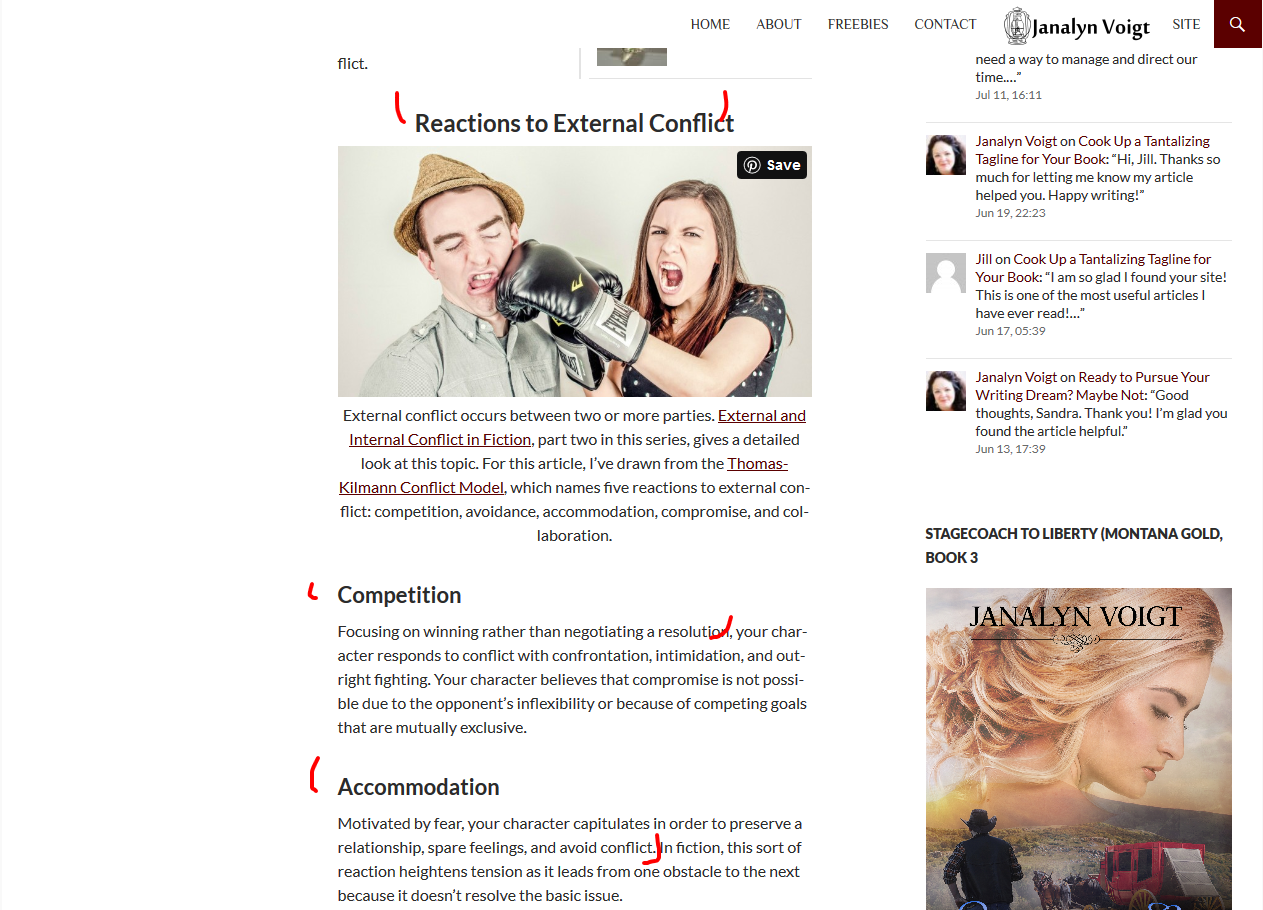 HOME ABOUT FREEBIES CONTACT Janalyn Voigt SITE
flict.
Reactions to External Conflict
Save
EVERLAST
External conflict occurs between two or more parties. External and
Internal Conflict in Fiction, part two in this series, gives a detailed
look at this topic. For this article, I’ve drawn from the Thomas-
Kilmann Conflict Model, which names five reactions to external con-
flict: competition, avoidance, accommodation, compromise, and col-
laboration.
Competition
Focusing on winning rather than negotiating a resolution, your char-
acter responds to conflict with confrontation, intimidation, and out-
right fighting. Your character believes that compromise is not possi-
ble due to the opponent’s inflexibility or because of competing goals
that are mutually exclusive.
Accommodation
Motivated by fear, your character capitulates in order to preserve a
relationship, spare feelings, and avoid conflict. In fiction, this sort of
reaction heightens tension as it leads from one obstacle to the next
because it doesn’t resolve the basic issue.
need a way to manage and direct our
time.…”
Jul 11, 16:11
Janalyn Voigt on Cook Up a Tantalizing
Tagline for Your Book: “Hi, Jill. Thanks so
much for letting me know my article
helped you. Happy writing!”
Jun 19, 22:23
Jill on Cook Up a Tantalizing Tagline for
Your Book: “I am so glad I found your site!
This is one of the most useful articles I
have ever read!…”
Jun 17, 05:39
Janalyn Voigt on Ready to Pursue Your
Writing Dream? Maybe Not: “Good
thoughts, Sandra. Thank you! I’m glad you
found the article helpful.”
Jun 13, 17:39
STAGECOACH TO LIBERTY (MONTANA GOLD,
BOOK 3
JANALYN VOIGT